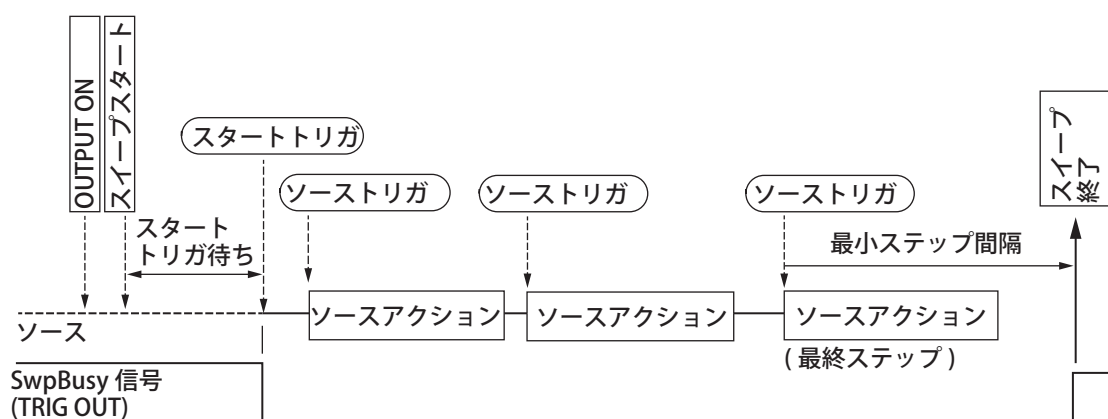 OUTPUT ON
スイープスタート
スタートトリガ
ソーストリガ
ソーストリガ
ソーストリガ
スイープ
終了
スタート
トリガ待ち
最小ステップ間隔
ソース
ソースアクション
ソースアクション
ソースアクション
( 最終ステップ )
SwpBusy 信号
(TRIG OUT)